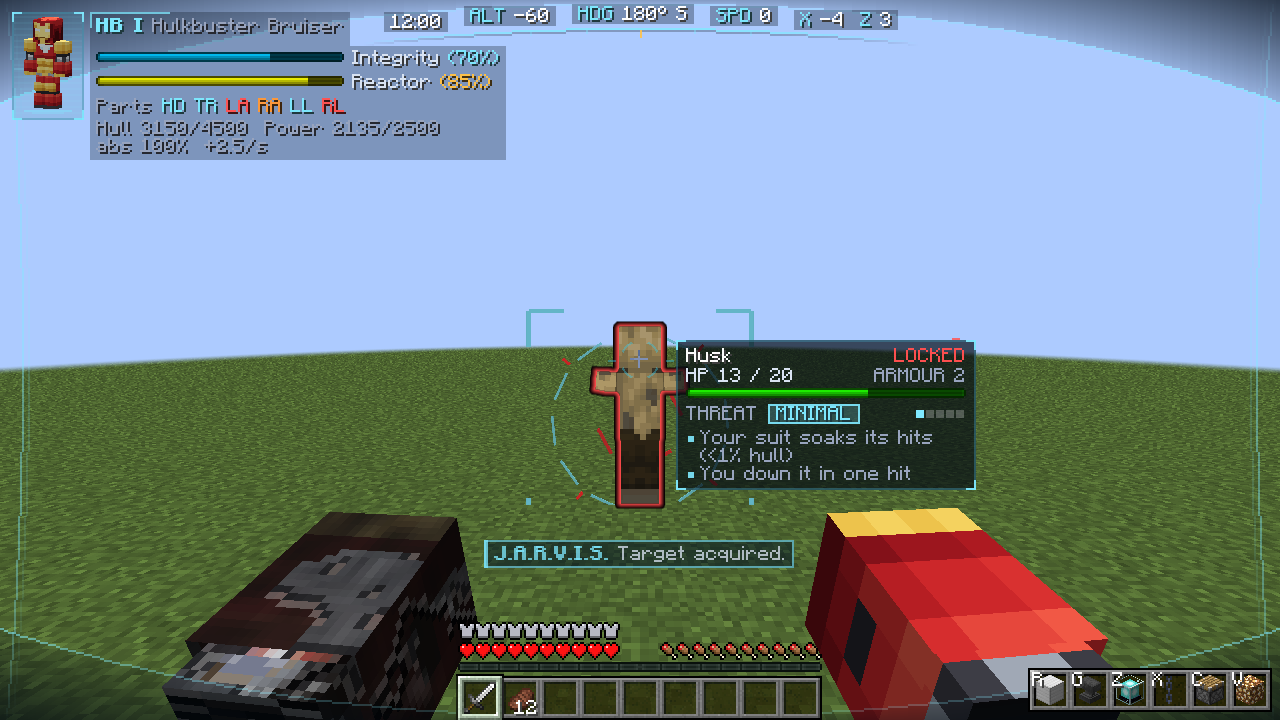 HB I Hulkbuster Bruiser
12:00
ALT -60
HDG 180° S
SPD 0
X -4 Z 3
Integrity (70%)
Reactor (85%)
Parts HD TR LA RA LL RL
Hull 3150/4500 Power 2135/2500
abs 100% +2.5/s
Husk LOCKED
HP 13 / 20 ARMOUR 2
THREAT MINIMAL
Your suit soaks its hits
(<1% hull)
You down it in one hit
J.A.R.V.I.S. Target acquired.
12
R G Z X C V